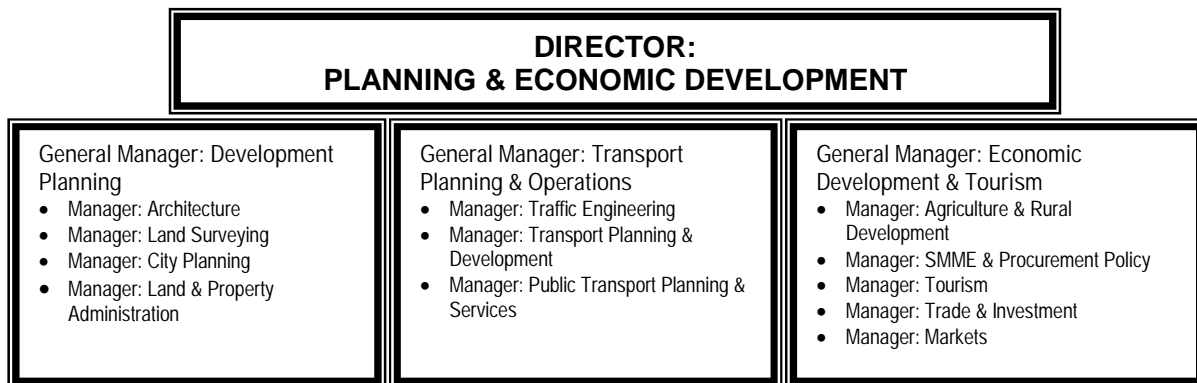 DIRECTOR:
PLANNING & ECONOMIC DEVELOPMENT
General Manager: Development
Planning
• Manager: Architecture
• Manager: Land Surveying
• Manager: City Planning
• Manager: Land & Property
Administration
General Manager: Transport
Planning & Operations
• Manager: Traffic Engineering
• Manager: Transport Planning &
Development
• Manager: Public Transport Planning &
Services
General Manager: Economic
Development & Tourism
• Manager: Agriculture & Rural
Development
• Manager: SMME & Procurement Policy
• Manager: Tourism
• Manager: Trade & Investment
• Manager: Markets